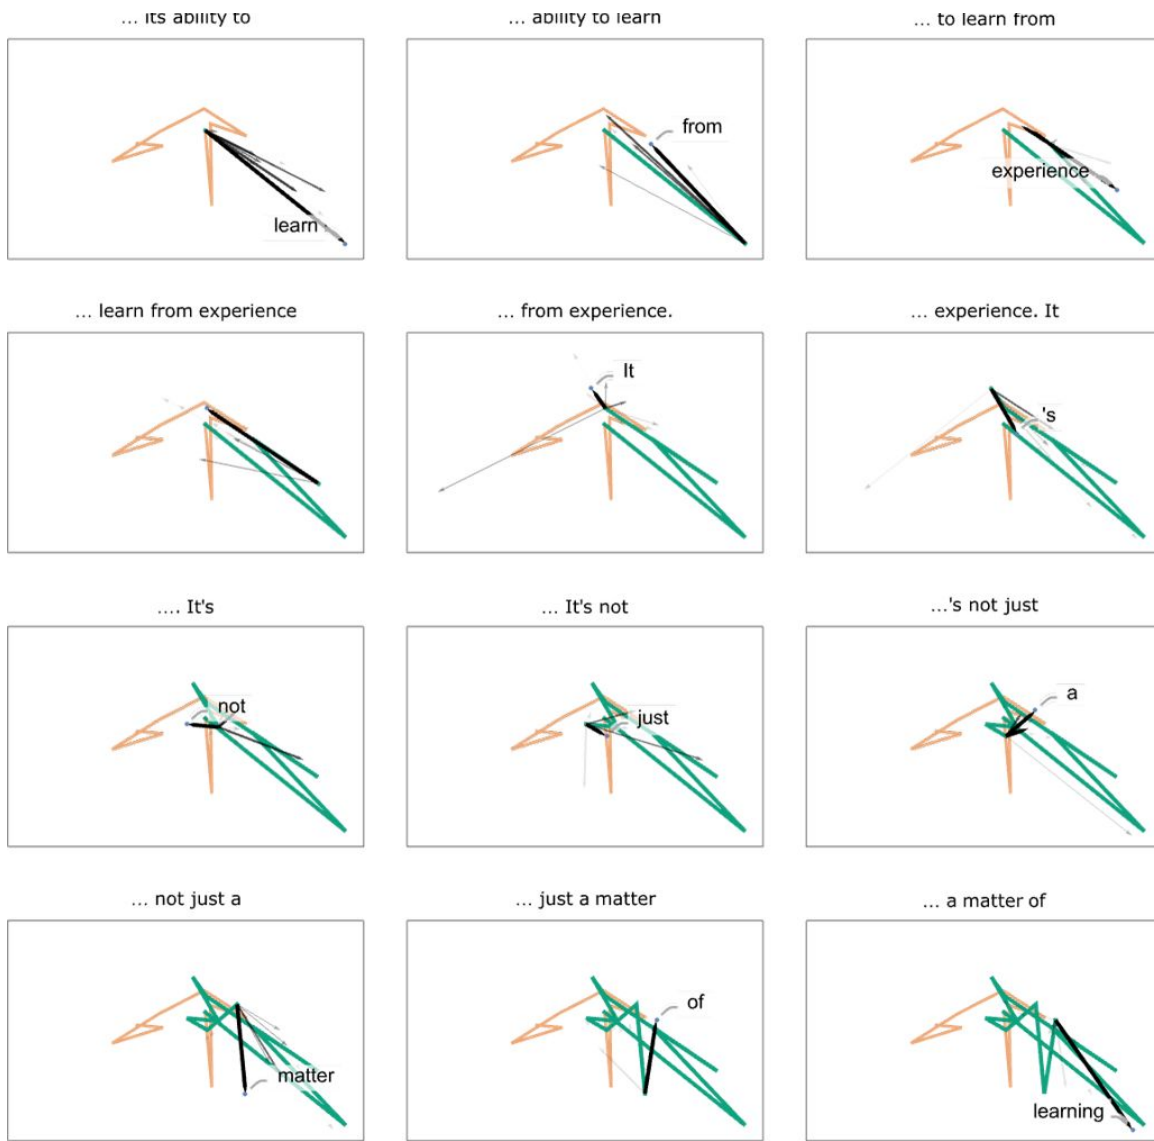 ... its ability to
... ability to learn
... to learn from
learn
from
experience
... learn from experience
... from experience.
... experience. It
It
's
.... It's
... It's not
...'s not just
not
just
a
... not just a
... just a matter
... a matter of
matter
of
learning